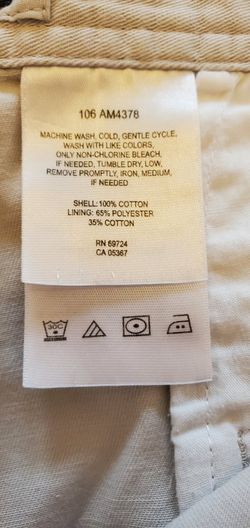 106 AM4378
MACHINE WASH, COLD, GENTLE CYCLE,
WASH WITH LIKE COLORS,
ONLY NON-CHLORINE BLEACH,
IF NEEDED, TUMBLE DRY, LOW,
REMOVE PROMPTLY, IRON, MEDIUM,
IF NEEDED
SHELL: 100% COTTON
LINING: 65% POLYESTER
35% COTTON
RN 69724
CA 05367
30C